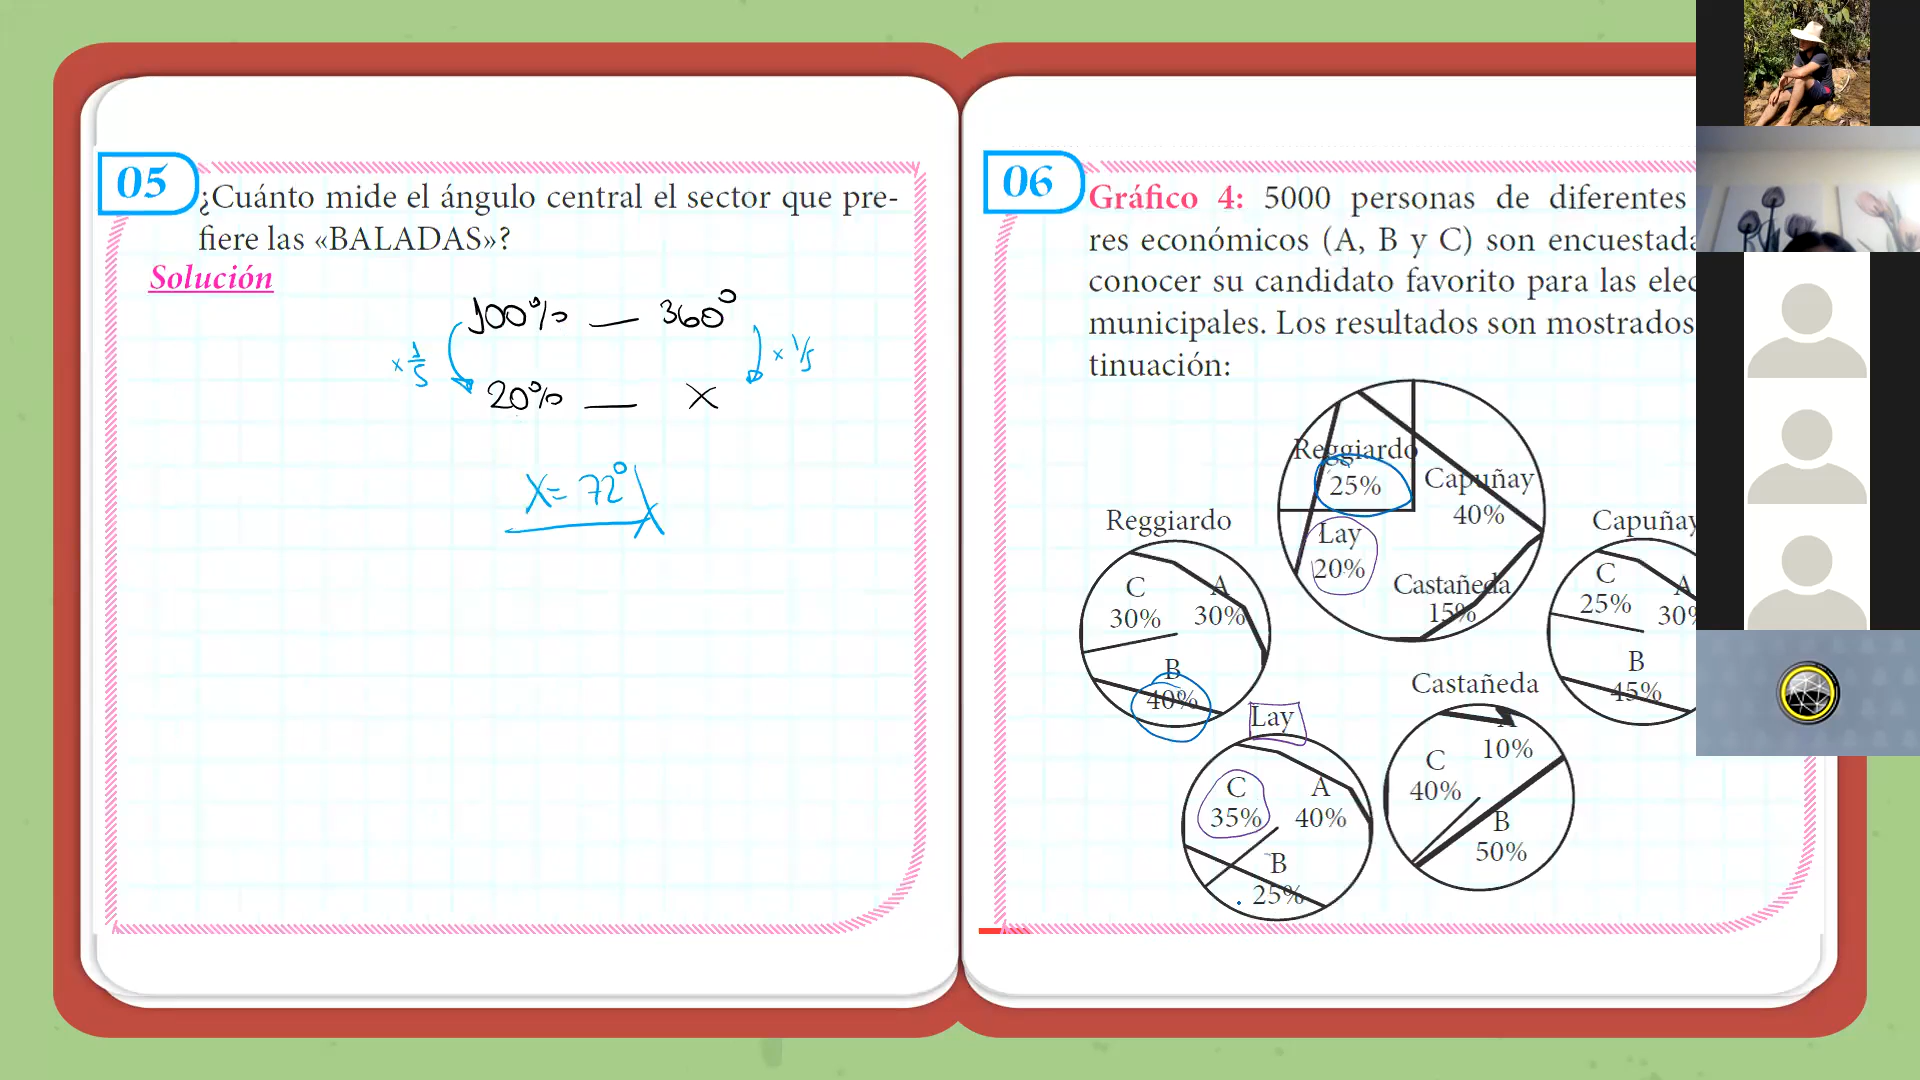 05
¿Cuánto mide el ángulo central el sector que pre-
fiere las «BALADAS»?
Solución
100% — 360°
× 1/5
× 1/5
20% — X
X = 72°
06
Gráfico 4: 5000 personas de diferentes
res económicos (A, B y C) son encuestada
conocer su candidato favorito para las elec
municipales. Los resultados son mostrados
tinuación:
Reggiardo
25%
Capuñay
40%
Lay
20%
Castañeda
15%
Reggiardo
C
30%
A
30%
B
40%
Capuñay
C
25%
A
30%
B
45%
Lay
C
35%
A
40%
B
25%
Castañeda
A
10%
C
40%
B
50%